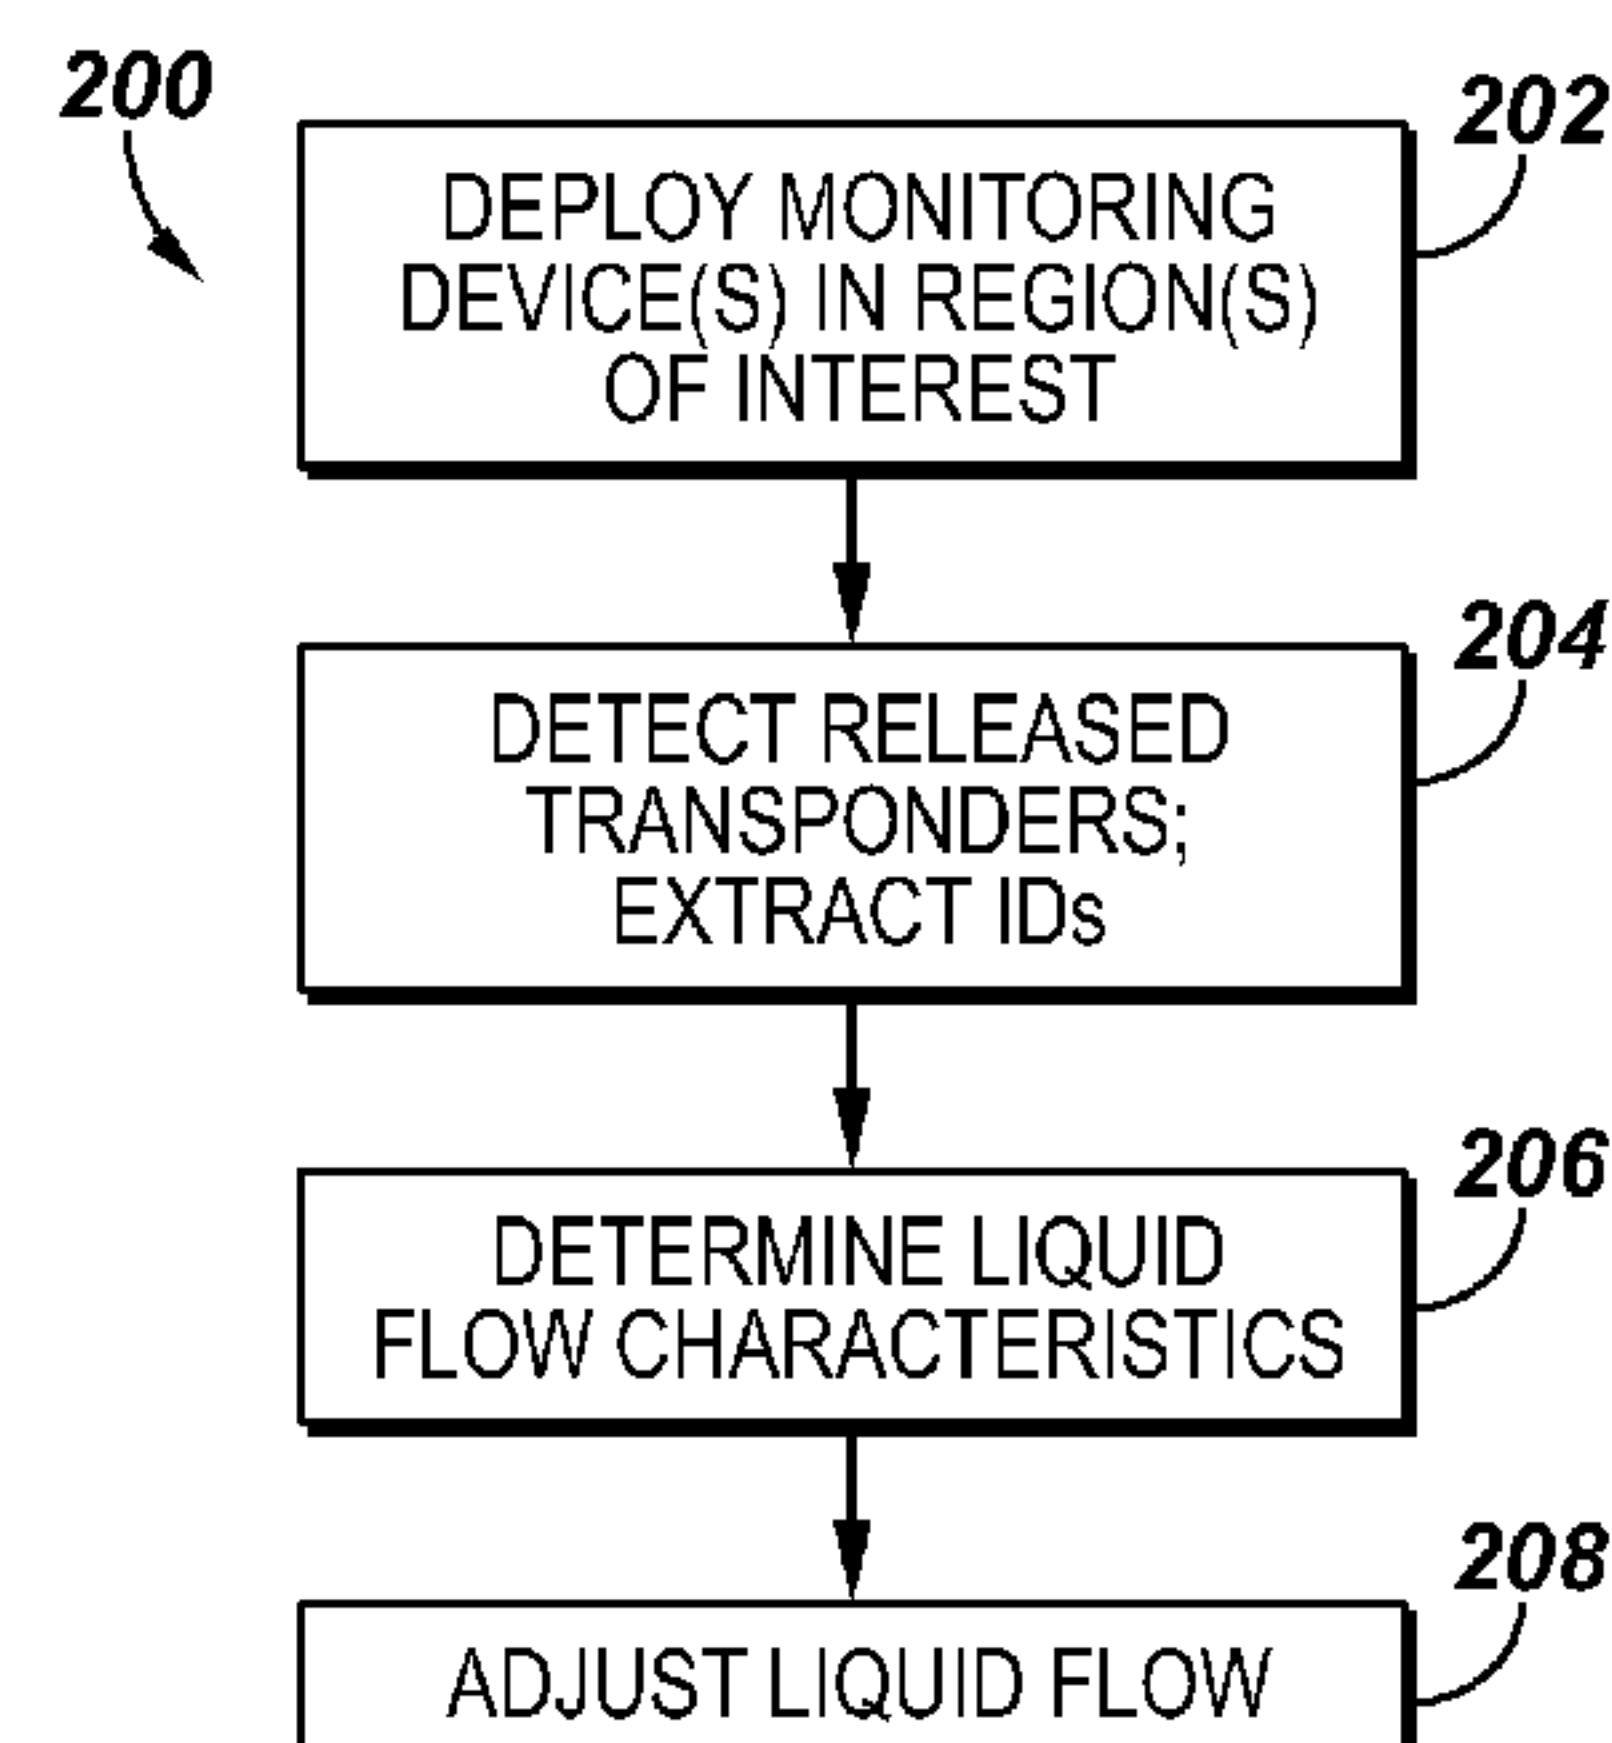 200
202
DEPLOY MONITORING
DEVICE(S) IN REGION(S)
OF INTEREST
204
DETECT RELEASED
TRANSPONDERS;
EXTRACT IDs
206
DETERMINE LIQUID
FLOW CHARACTERISTICS
208
ADJUST LIQUID FLOW